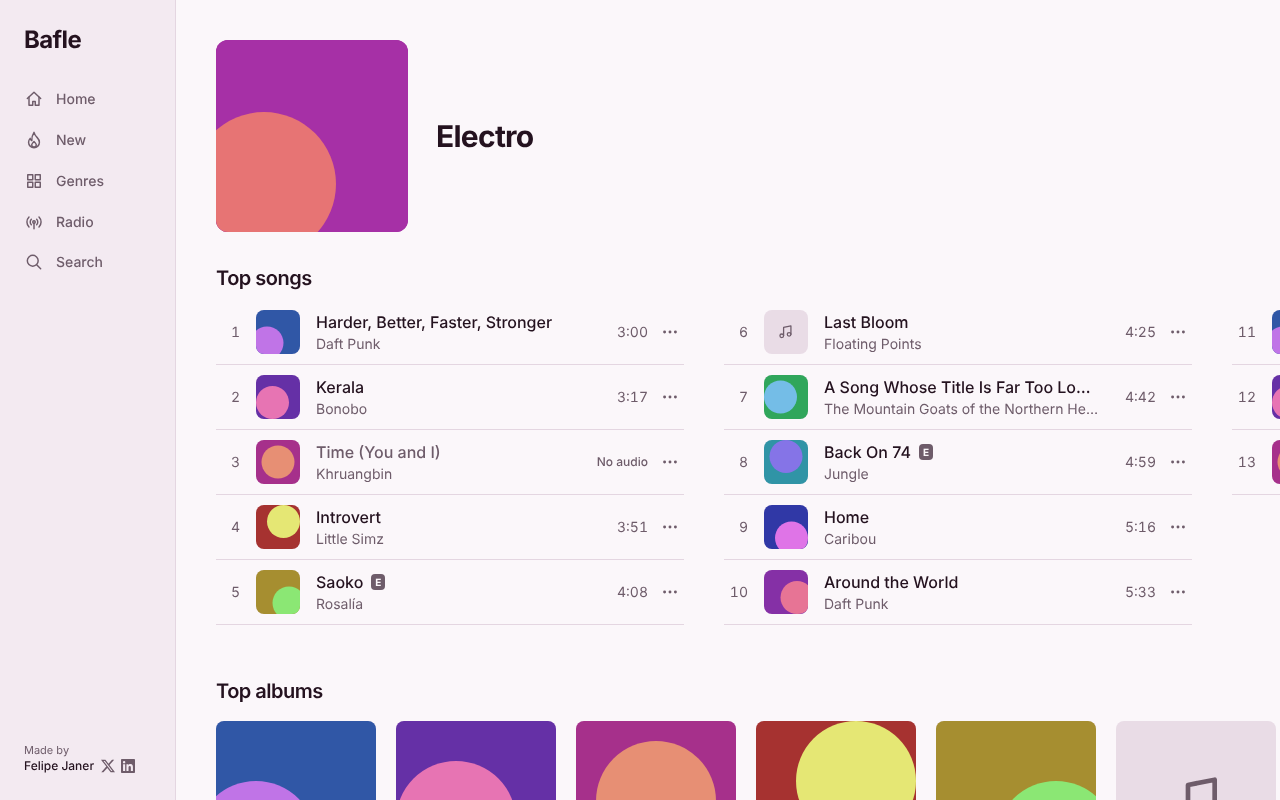 Bafle
Home
New
Genres
Radio
Search
Made by
Felipe Janer
Electro
Top songs
1
Harder, Better, Faster, Stronger
Daft Punk
3:00
2
Kerala
Bonobo
3:17
3
Time (You and I)
Khruangbin
No audio
4
Introvert
Little Simz
3:51
5
Saoko E
Rosalía
4:08
6
Last Bloom
Floating Points
4:25
7
A Song Whose Title Is Far Too Lo...
The Mountain Goats of the Northern He...
4:42
8
Back On 74 E
Jungle
4:59
9
Home
Caribou
5:16
10
Around the World
Daft Punk
5:33
11
12
13
Top albums